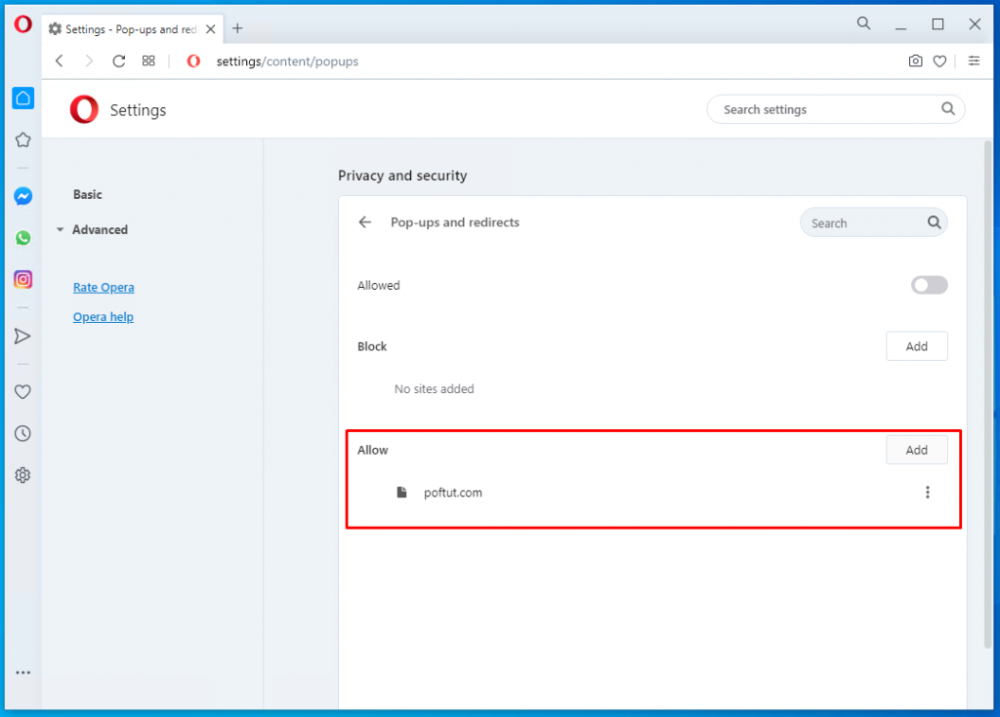 Settings - Pop-ups and red
settings/content/popups
Settings
Search settings
Basic
Advanced
Rate Opera
Opera help
Privacy and security
Pop-ups and redirects
Search
Allowed
Block
Add
No sites added
Allow
Add
poftut.com